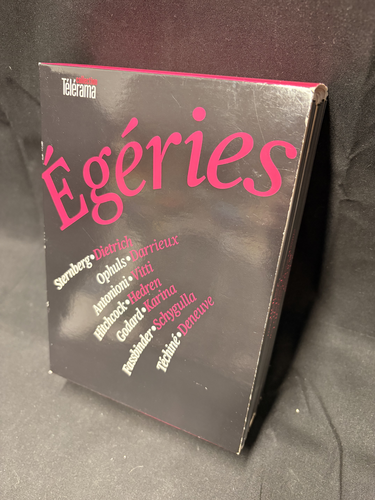 Télérama
Égéries
Sternberg • Dietrich
Ophuls • Darrieux
Antonioni • Vitti
Hitchcock • Hedren
Godard • Karina
Fassbinder • Schygulla
Téchiné • Deneuve